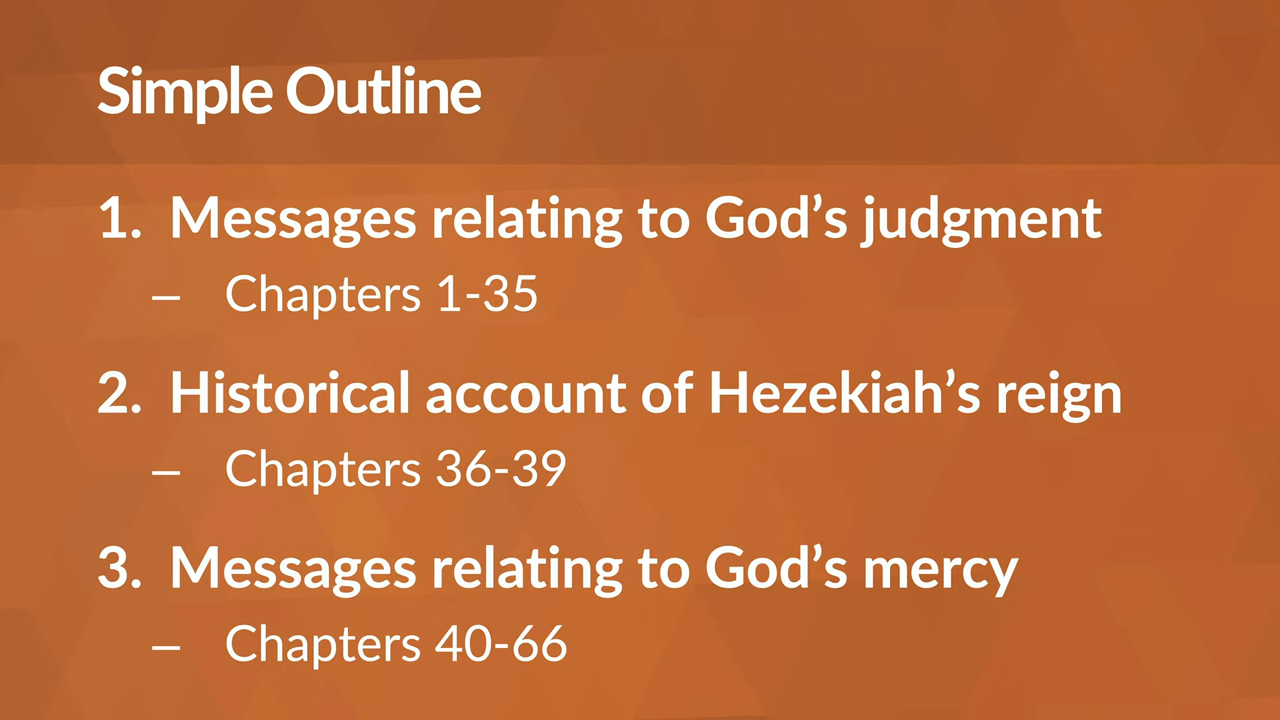 Simple Outline
1. Messages relating to God’s judgment
– Chapters 1-35
2. Historical account of Hezekiah’s reign
– Chapters 36-39
3. Messages relating to God’s mercy
– Chapters 40-66